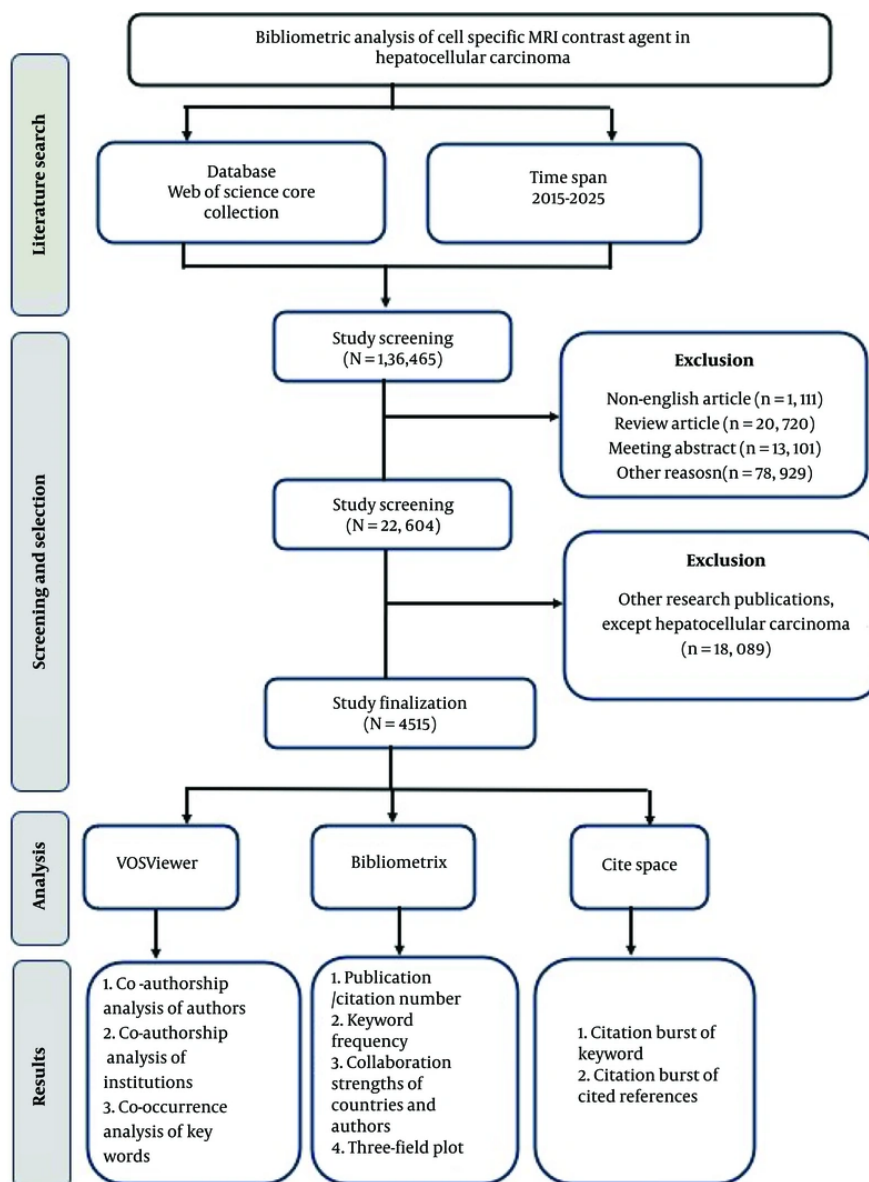 Bibliometric analysis of cell specific MRI contrast agent in
hepatocellular carcinoma
Literature search
Database
Web of science core
collection
Time span
2015-2025
Screening and selection
Study screening
(N = 1,36,465)
Exclusion
Non-english article (n = 1, 111)
Review article (n = 20, 720)
Meeting abstract (n = 13, 101)
Other reasosn(n = 78, 929)
Study screening
(N = 22, 604)
Exclusion
Other research publications,
except hepatocellular carcinoma
(n = 18, 089)
Study finalization
(N = 4515)
Analysis
VOSViewer
Bibliometrix
Cite space
Results
1. Co -authorship
analysis of authors
2. Co-authorship
analysis of
institutions
3. Co-occurrence
analysis of key
words
1. Publication
/citation number
2. Keyword
frequency
3. Collaboration
strengths of
countries and
authors
4. Three-field plot
1. Citation burst of
keyword
2. Citation burst of
cited references